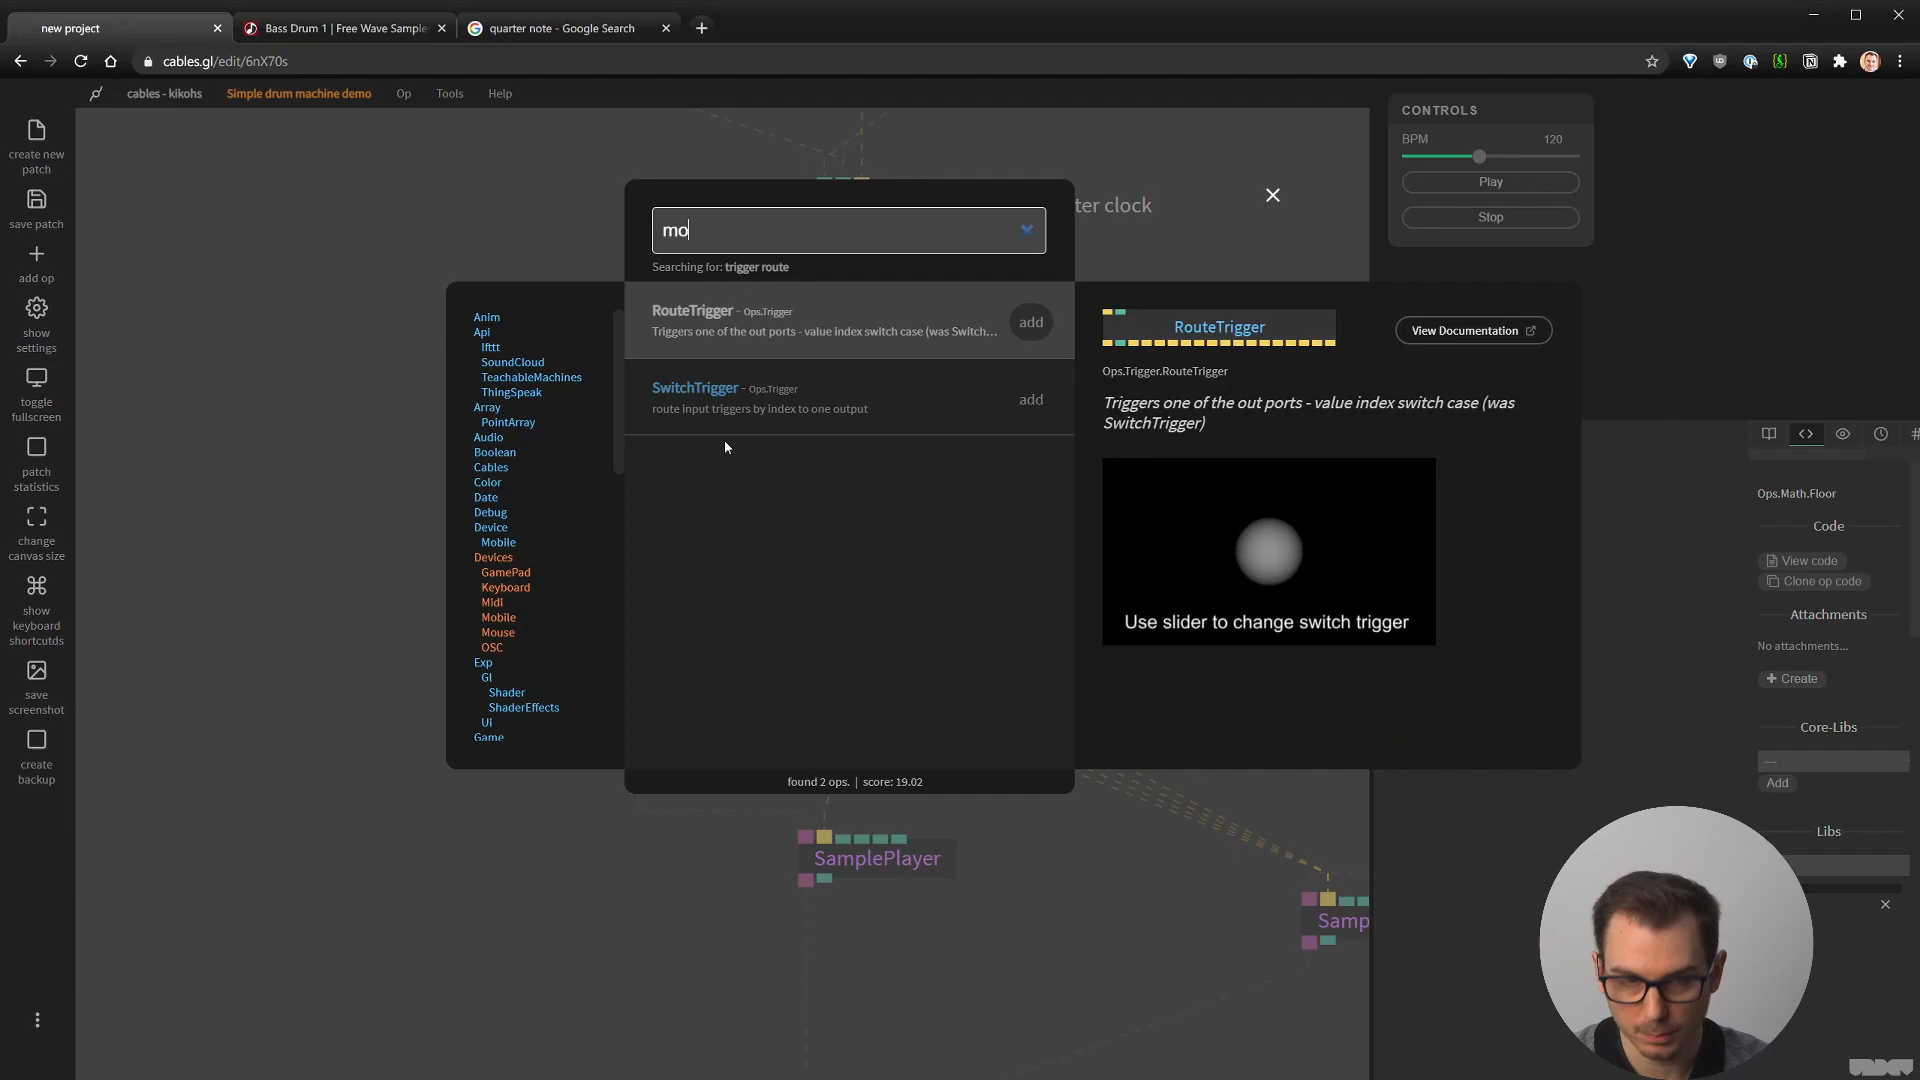 new project
Bass Drum 1 | Free Wave Sample
quarter note - Google Search
cables.gl/edit/6nX70s
cables - kikohs
Simple drum machine demo
Op
Tools
Help
create new
patch
save patch
add op
show
settings
toggle
fullscreen
patch
statistics
change
canvas size
show
keyboard
shortcutds
save
screenshot
create
backup
CONTROLS
BPM 120
Play
Stop
ter clock
mo
Searching for: trigger route
RouteTrigger - Ops.Trigger
Triggers one of the out ports - value index switch case (was Switch...
add
SwitchTrigger - Ops.Trigger
route input triggers by index to one output
add
found 2 ops. | score: 19.02
Anim
Api
Ifttt
SoundCloud
TeachableMachines
ThingSpeak
Array
PointArray
Audio
Boolean
Cables
Color
Date
Debug
Device
Mobile
Devices
GamePad
Keyboard
Midi
Mobile
Mouse
OSC
Exp
Gl
Shader
ShaderEffects
Ui
Game
RouteTrigger
View Documentation
Ops.Trigger.RouteTrigger
Triggers one of the out ports - value index switch case (was
SwitchTrigger)
Use slider to change switch trigger
SamplePlayer
Samp
Ops.Math.Floor
Code
View code
Clone op code
Attachments
No attachments...
Create
Core-Libs
---
Add
Libs